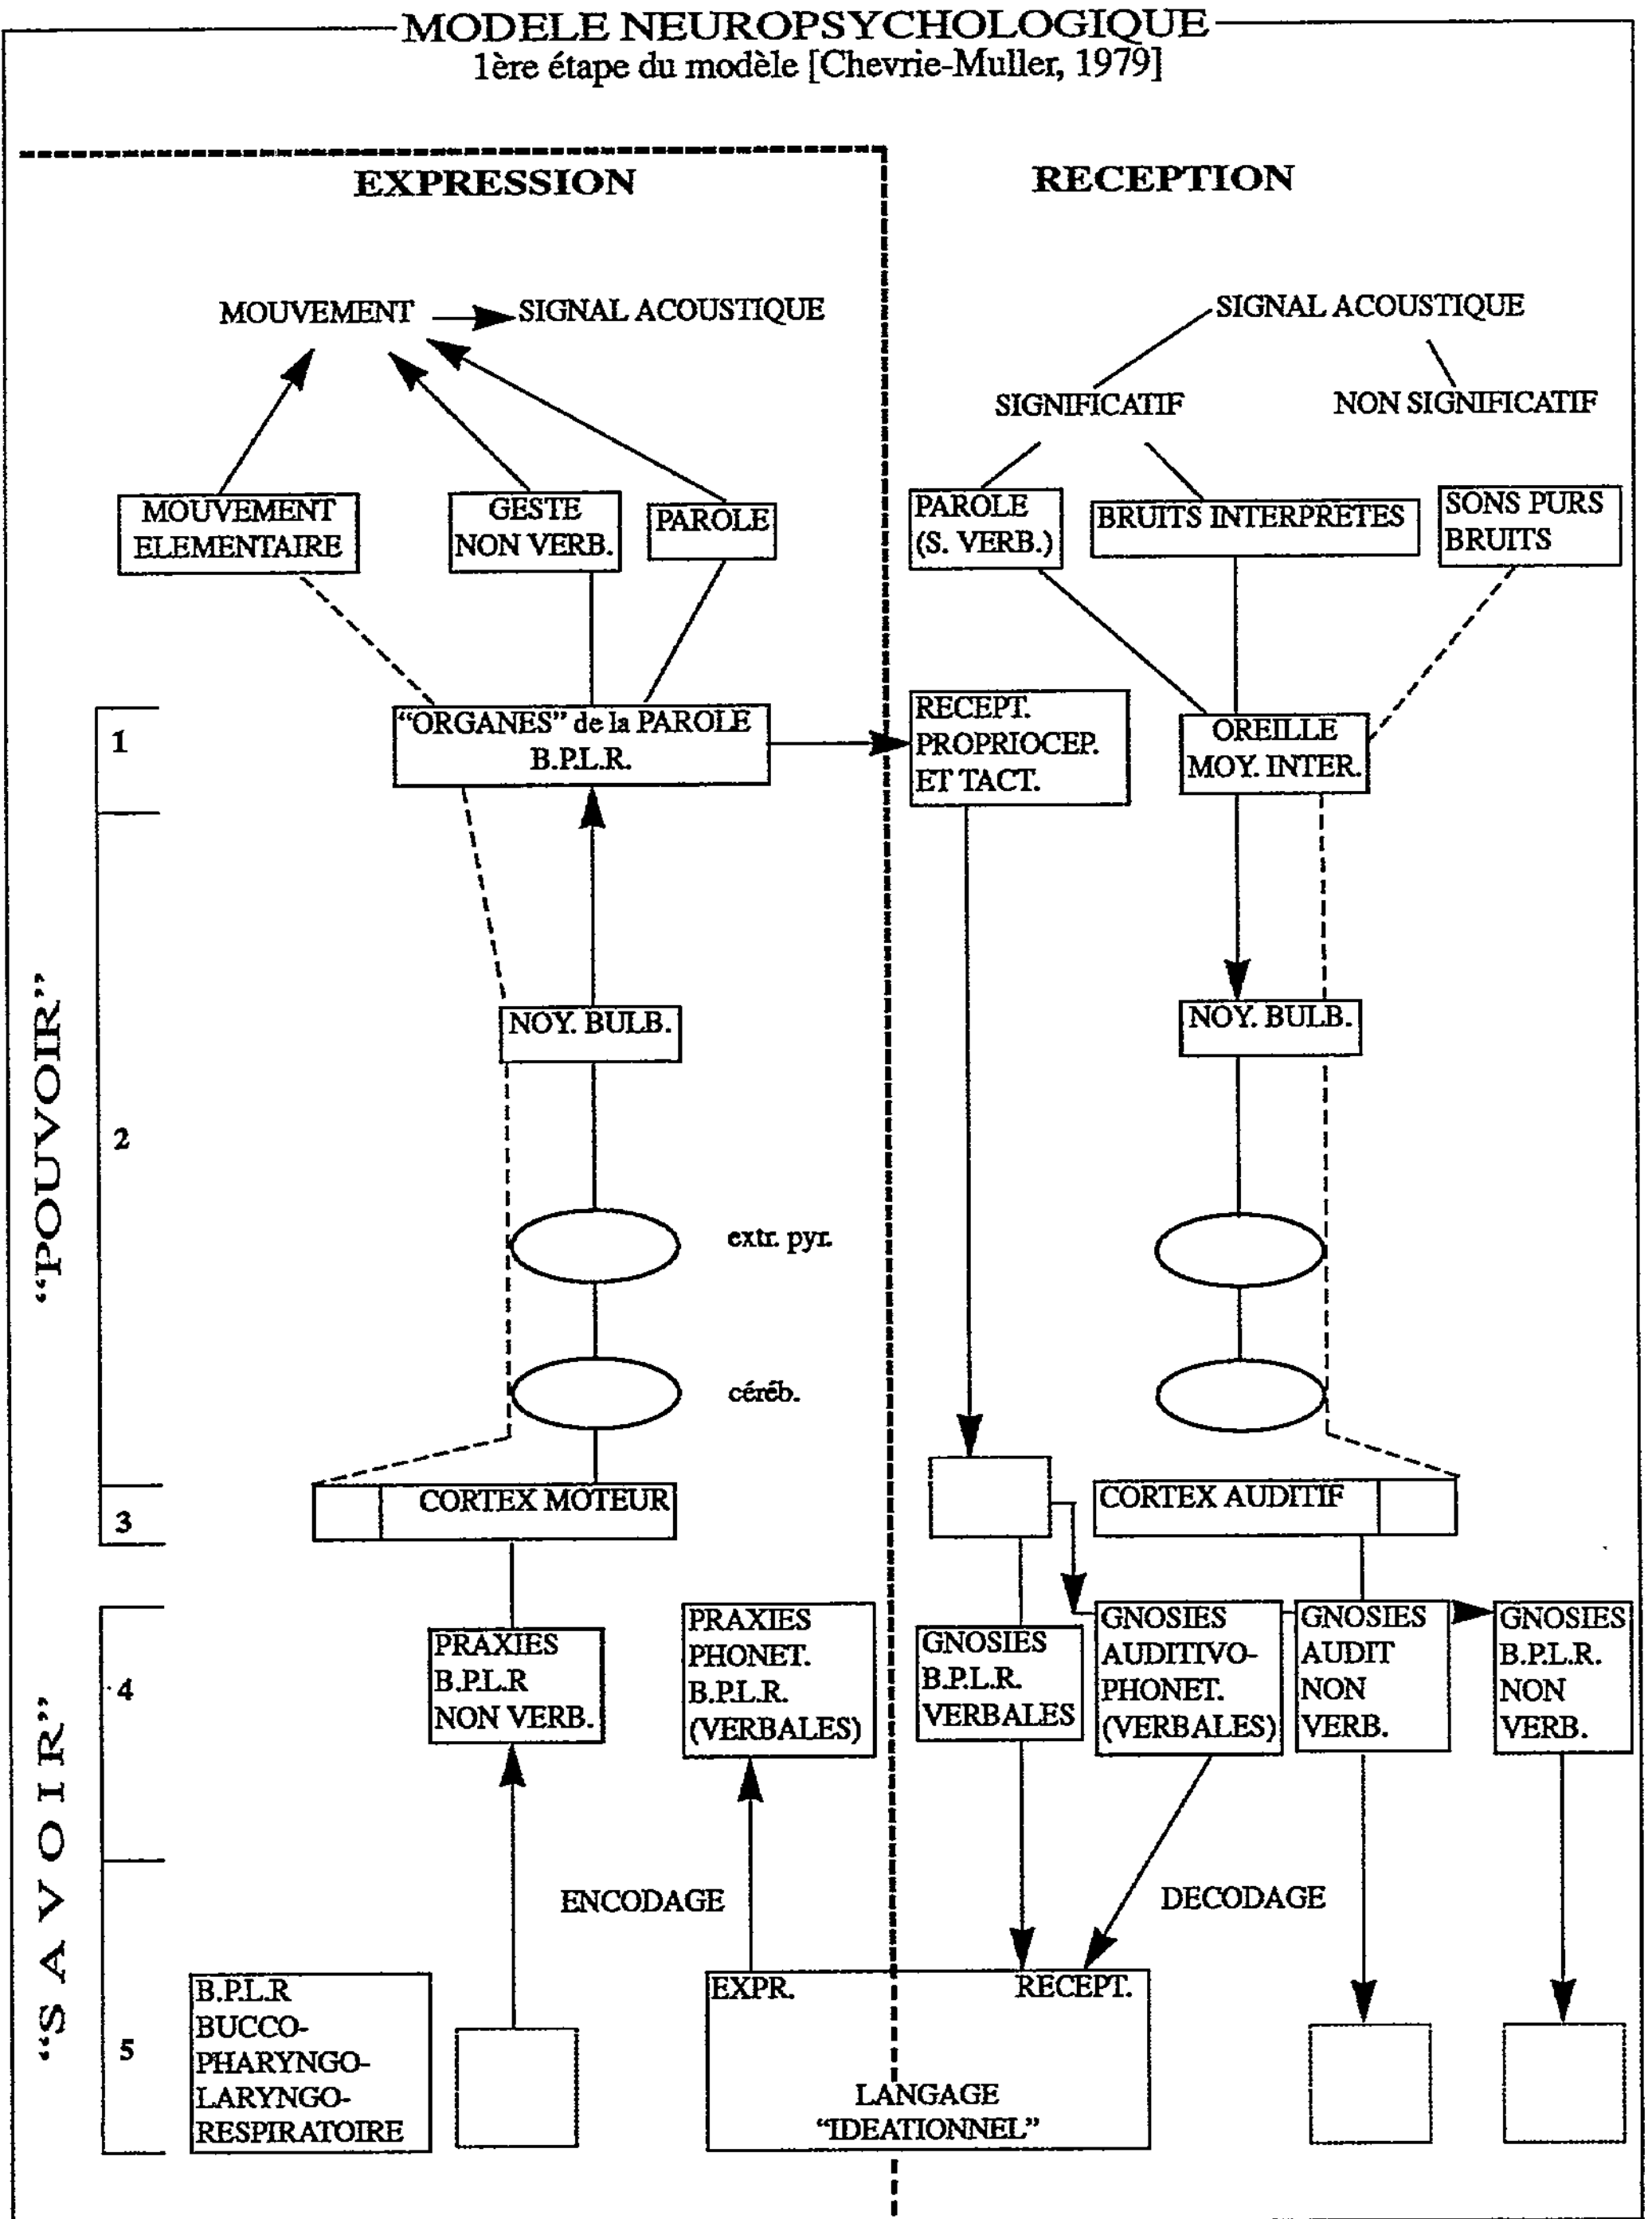 MODELE NEUROPSYCHOLOGIQUE
1ère étape du modèle [Chevrie-Muller, 1979]
EXPRESSION
RECEPTION
MOUVEMENT
SIGNAL ACOUSTIQUE
SIGNAL ACOUSTIQUE
SIGNIFICATIF
NON SIGNIFICATIF
MOUVEMENT
ELEMENTAIRE
GESTE
NON VERB.
PAROLE
PAROLE
(S. VERB.)
BRUITS INTERPRETES
SONS PURS
BRUITS
"POUVOIR"
1
"ORGANES" de la PAROLE
B.P.L.R.
RECEPT.
PROPRIOCEP.
ET TACT.
OREILLE
MOY. INTER.
NOY. BULB.
NOY. BULB.
2
extr. pyr.
céréb.
3
CORTEX MOTEUR
CORTEX AUDITIF
"SAVOIR"
4
PRAXIES
B.P.L.R
NON VERB.
PRAXIES
PHONET.
B.P.L.R.
(VERBALES)
GNOSIES
B.P.L.R.
VERBALES
GNOSIES
AUDITIVO-
PHONET.
(VERBALES)
GNOSIES
AUDIT
NON
VERB.
GNOSIES
B.P.L.R.
NON
VERB.
ENCODAGE
DECODAGE
5
B.P.L.R
BUCCO-
PHARYNGO-
LARYNGO-
RESPIRATOIRE
EXPR.
RECEPT.
LANGAGE
"IDEATIONNEL"